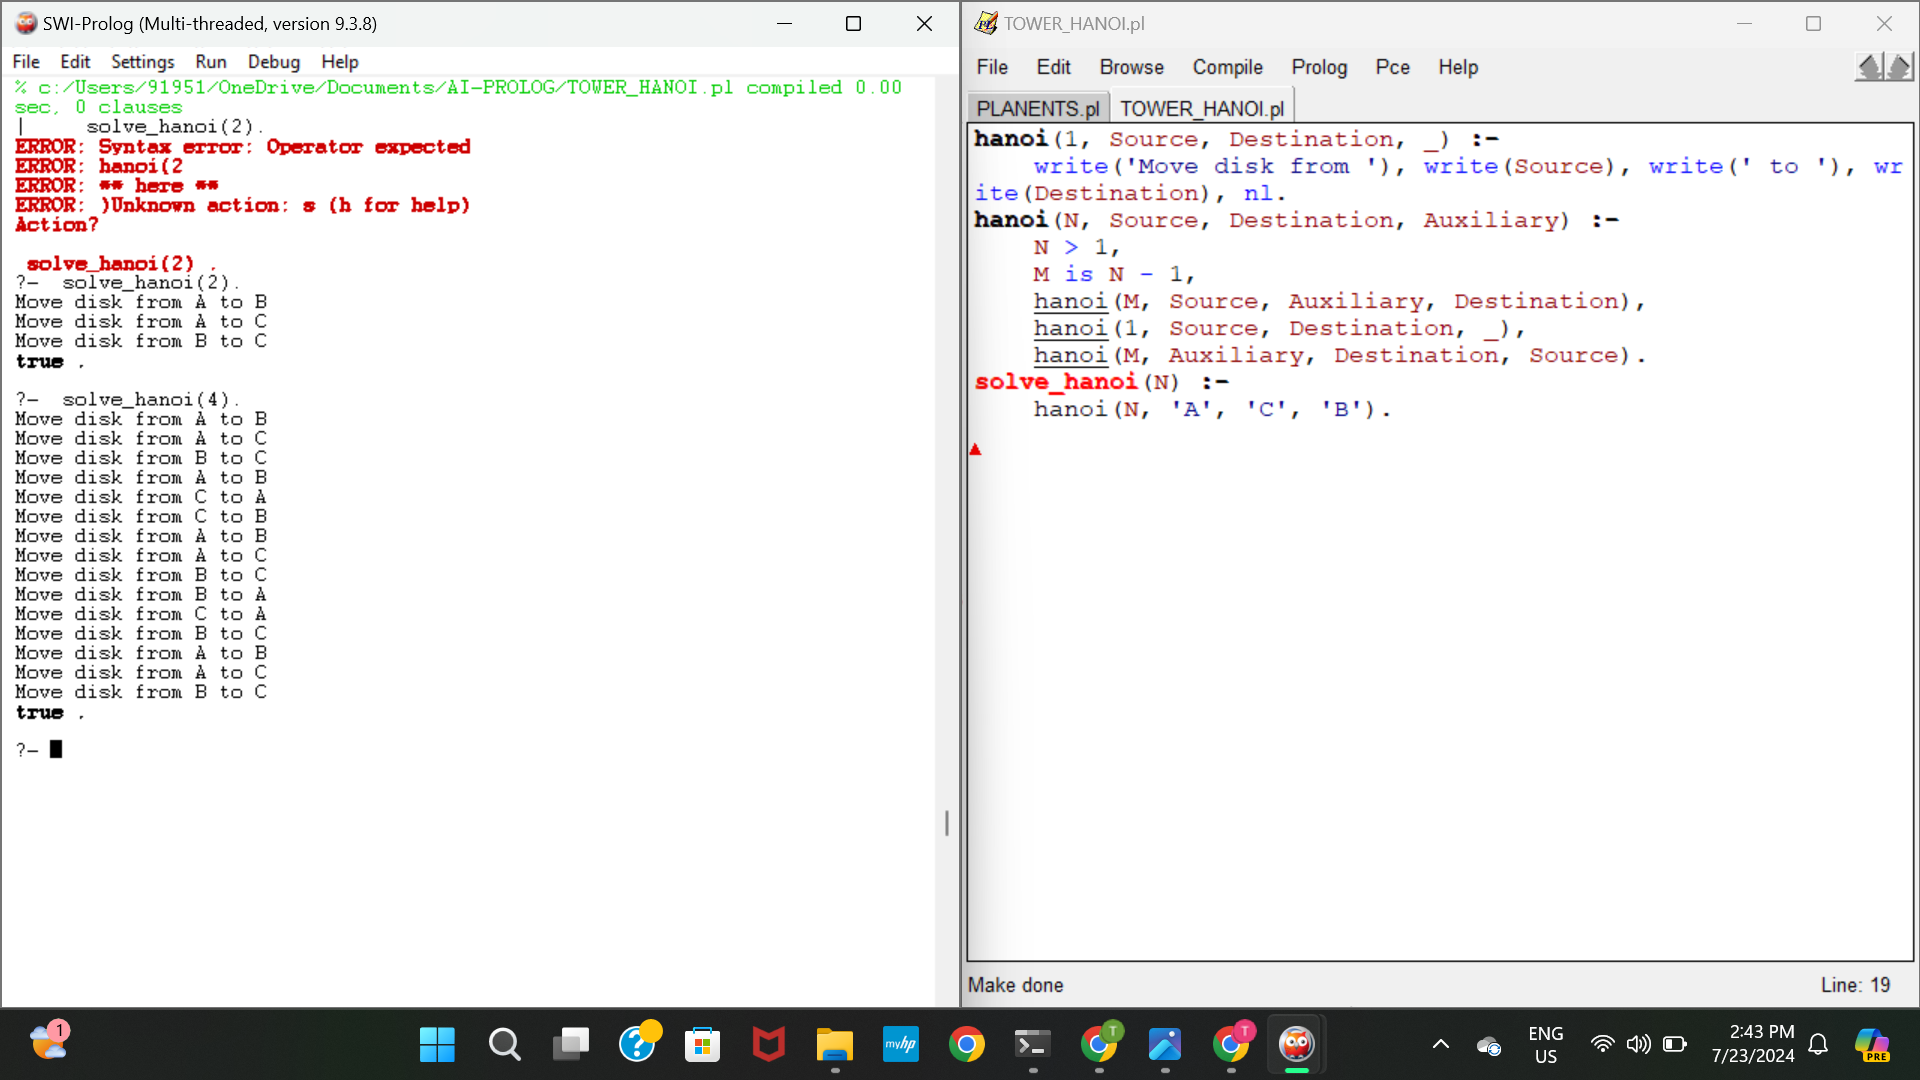 SWI-Prolog (Multi-threaded, version 9.3.8)
File Edit Settings Run Debug Help
% c:/Users/91951/OneDrive/Documents/AI-PROLOG/TOWER_HANOI.pl compiled 0.00
sec, 0 clauses
| solve_hanoi(2).
ERROR: Syntax error: Operator expected
ERROR: hanoi(2
ERROR: ** here **
ERROR: )Unknown action: s (h for help)
Action?
solve_hanoi(2) .
?- solve_hanoi(2).
Move disk from A to B
Move disk from A to C
Move disk from B to C
true .
?- solve_hanoi(4).
Move disk from A to B
Move disk from A to C
Move disk from B to C
Move disk from A to B
Move disk from C to A
Move disk from C to B
Move disk from A to B
Move disk from A to C
Move disk from B to C
Move disk from B to A
Move disk from C to A
Move disk from B to C
Move disk from A to B
Move disk from A to C
Move disk from B to C
true .
?-
TOWER_HANOI.pl
File Edit Browse Compile Prolog Pce Help
PLANENTS.pl TOWER_HANOI.pl
hanoi(1, Source, Destination, _) :-
write('Move disk from '), write(Source), write(' to '), wr
ite(Destination), nl.
hanoi(N, Source, Destination, Auxiliary) :-
N > 1,
M is N - 1,
hanoi(M, Source, Auxiliary, Destination),
hanoi(1, Source, Destination, _),
hanoi(M, Auxiliary, Destination, Source).
solve_hanoi(N) :-
hanoi(N, 'A', 'C', 'B').
Make done Line: 19
1
myhp
T
T
ENG
US
2:43 PM
7/23/2024
PRE